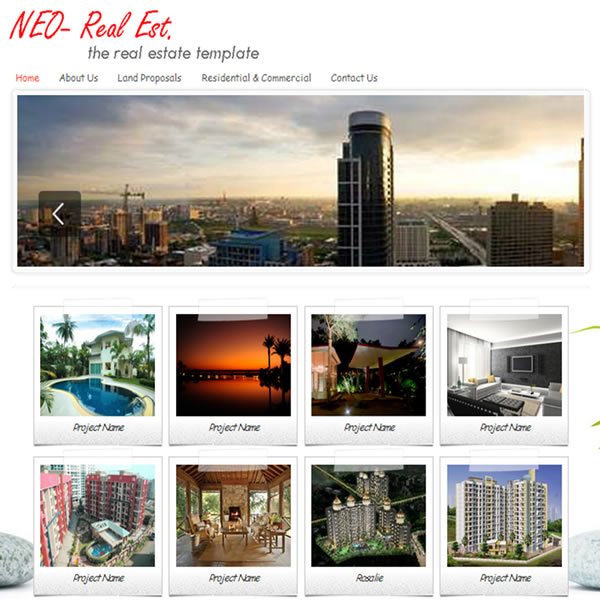 NEO- Real Est.
the real estate template
Home About Us Land Proposals Residential & Commercial Contact Us
Project Name Project Name Project Name Project Name
Project Name Project Name Rosalie Project Name